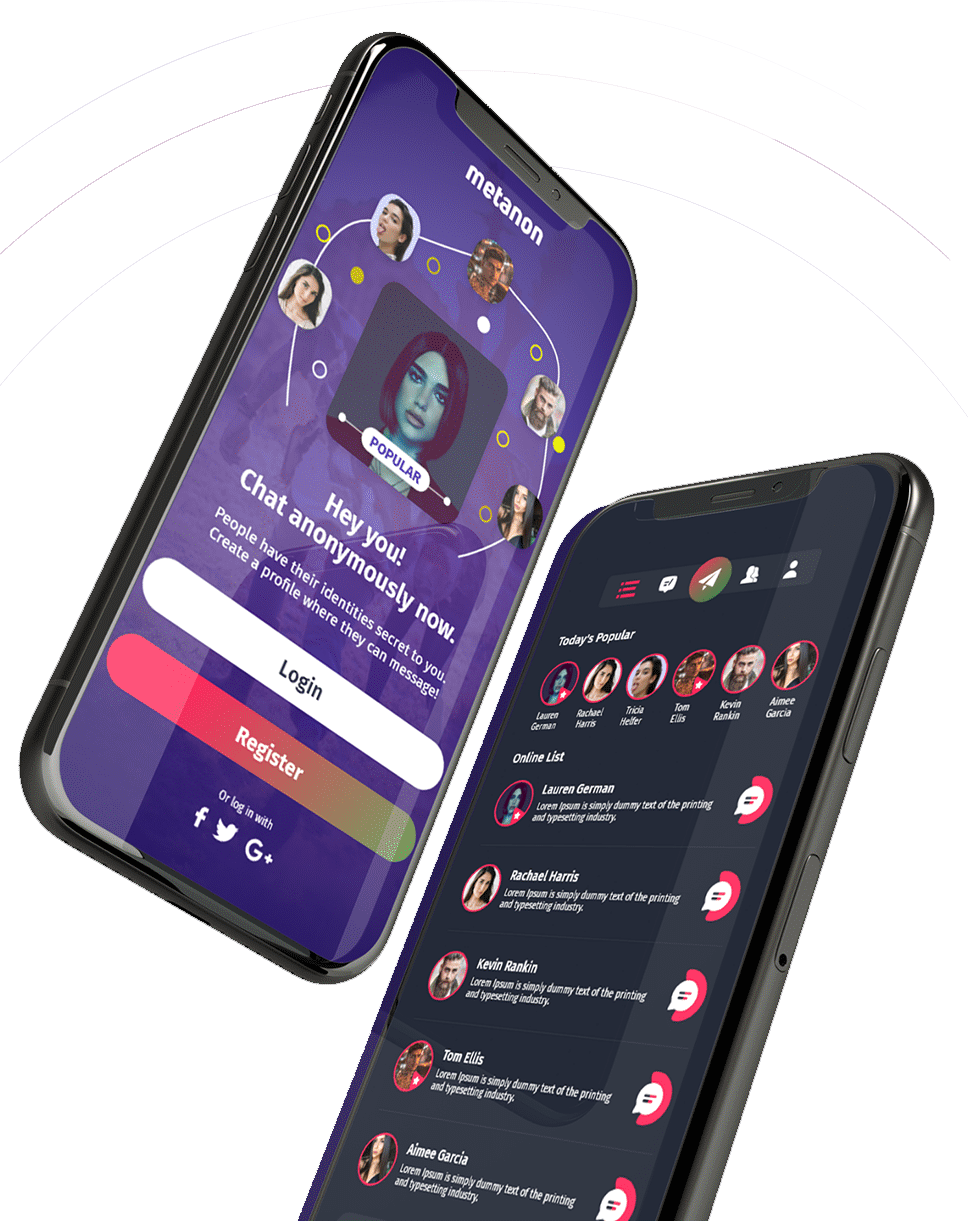 metanon
POPULAR
Hey you!
Chat anonymously now.
People have their identities secret to you.
Create a profile where they can message!
Login
Register
Or log in with
G+
Today's Popular
Lauren
German
Rachael
Harris
Tricia
Helfer
Tom
Ellis
Kevin
Rankin
Aimee
Garcia
Online List
Lauren German
Lorem Ipsum is simply dummy text of the printing
and typesetting industry.
Rachael Harris
Lorem Ipsum is simply dummy text of the printing
and typesetting industry.
Kevin Rankin
Lorem Ipsum is simply dummy text of the printing
and typesetting industry.
Tom Ellis
Lorem Ipsum is simply dummy text of the printing
and typesetting industry.
Aimee Garcia
Lorem Ipsum is simply dummy text of the printing
and typesetting industry.